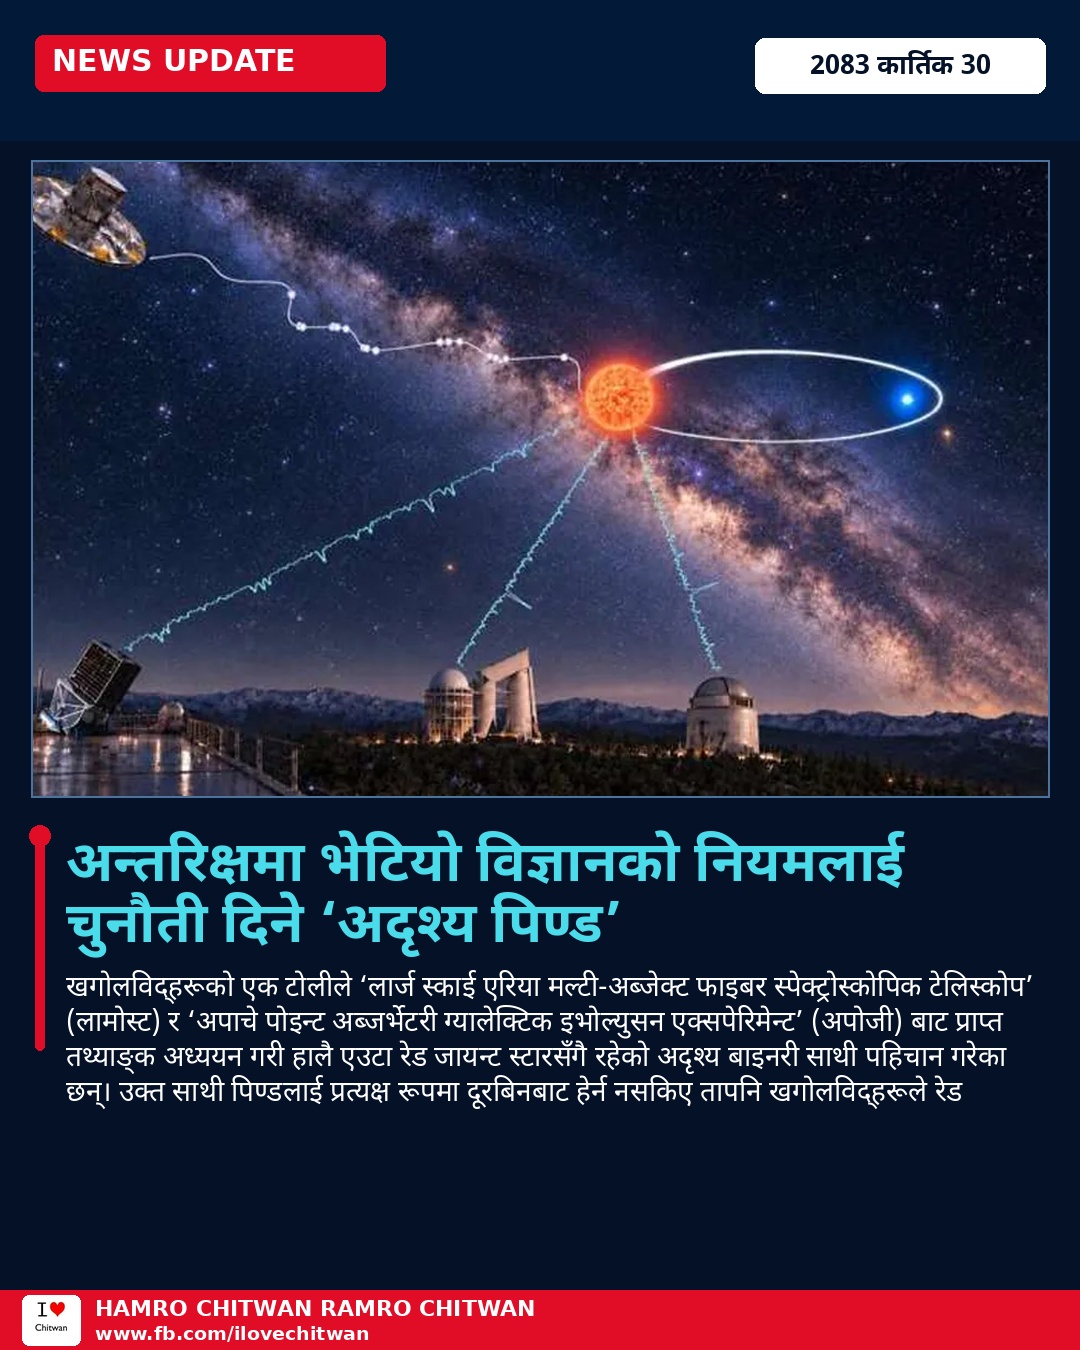 NEWS UPDATE
2083 कार्तिक 30
अन्तरिक्षमा भेटियो विज्ञानको नियमलाई
चुनौती दिने ‘अदृश्य पिण्ड’
खगोलविद्हरूको एक टोलीले ‘लार्ज स्काई एरिया मल्टी-अब्जेक्ट फाइबर स्पेक्ट्रोस्कोपिक टेलिस्कोप’
(लामोस्ट) र ‘अपाचे पोइन्ट अब्जर्भेटरी ग्यालेक्टिक इभोल्युसन एक्सपेरिमेन्ट’ (अपोजी) बाट प्राप्त
तथ्याङ्क अध्ययन गरी हालै एउटा रेड जायन्ट स्टारसँगै रहेको अदृश्य बाइनरी साथी पहिचान गरेका
छन्। उक्त साथी पिण्डलाई प्रत्यक्ष रूपमा दूरबिनबाट हेर्न नसकिए तापनि खगोलविद्हरूले रेड
I ♥
Chitwan
HAMRO CHITWAN RAMRO CHITWAN
www.fb.com/ilovechitwan